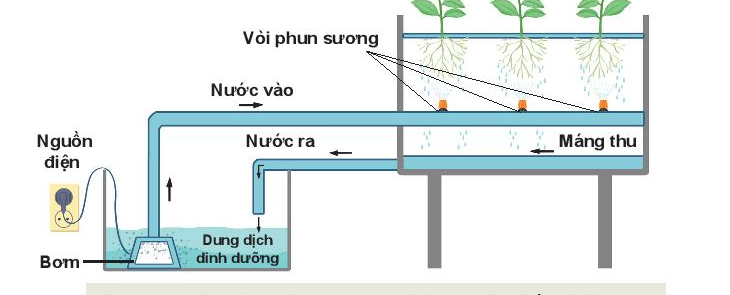 Vòi phun sương
Nước vào
Nguồn
điện
Nước ra
Máng thu
Dung dịch
dinh dưỡng
Bơm